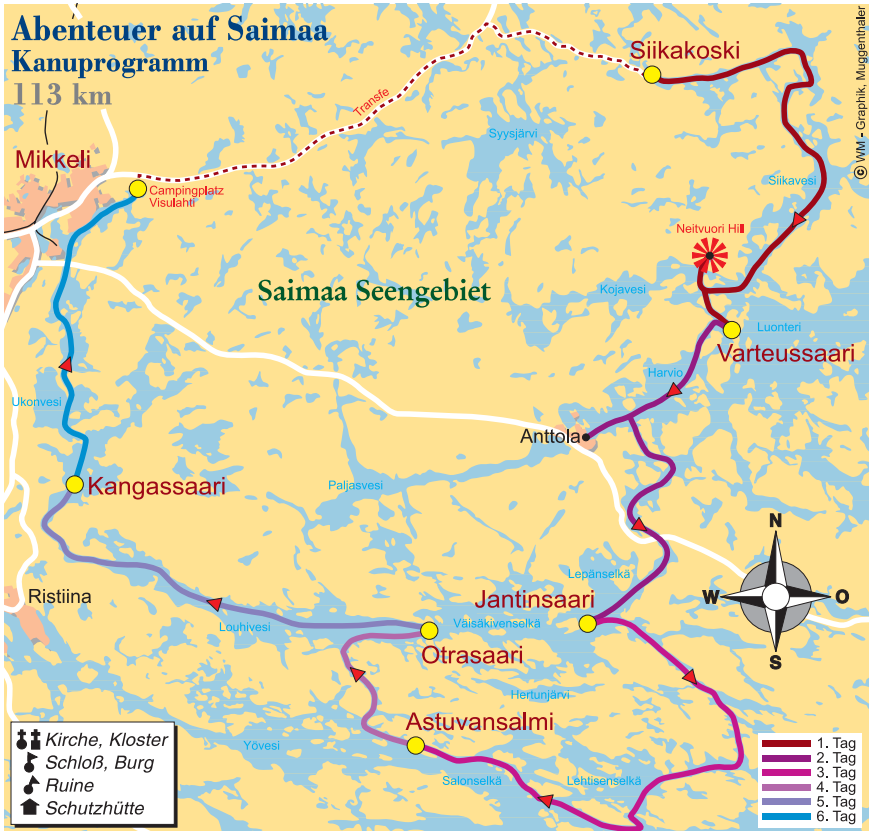 Abenteuer auf Saimaa
Kanuprogramm
113 km
© WM - Graphik, Muggenthaler
Siikakoski
Transfe
Syysjärvi
Mikkeli
Campingplatz
Visulahti
Siikavesi
Neitvuori Hill
Saimaa Seengebiet
Kojavesi
Luonteri
Varteussaari
Harvio
Ukonvesi
Anttola
Kangassaari
Paljasvesi
N
W
O
S
Lepänselkä
Ristiina
Jantinsaari
Louhivesi
Väisäkivenselkä
Otrasaari
Hertunjärvi
Astuvansalmi
Yövesi
Salonselkä
Lehtisenselkä
Kirche, Kloster
Schloß, Burg
Ruine
Schutzhütte
1. Tag
2. Tag
3. Tag
4. Tag
5. Tag
6. Tag